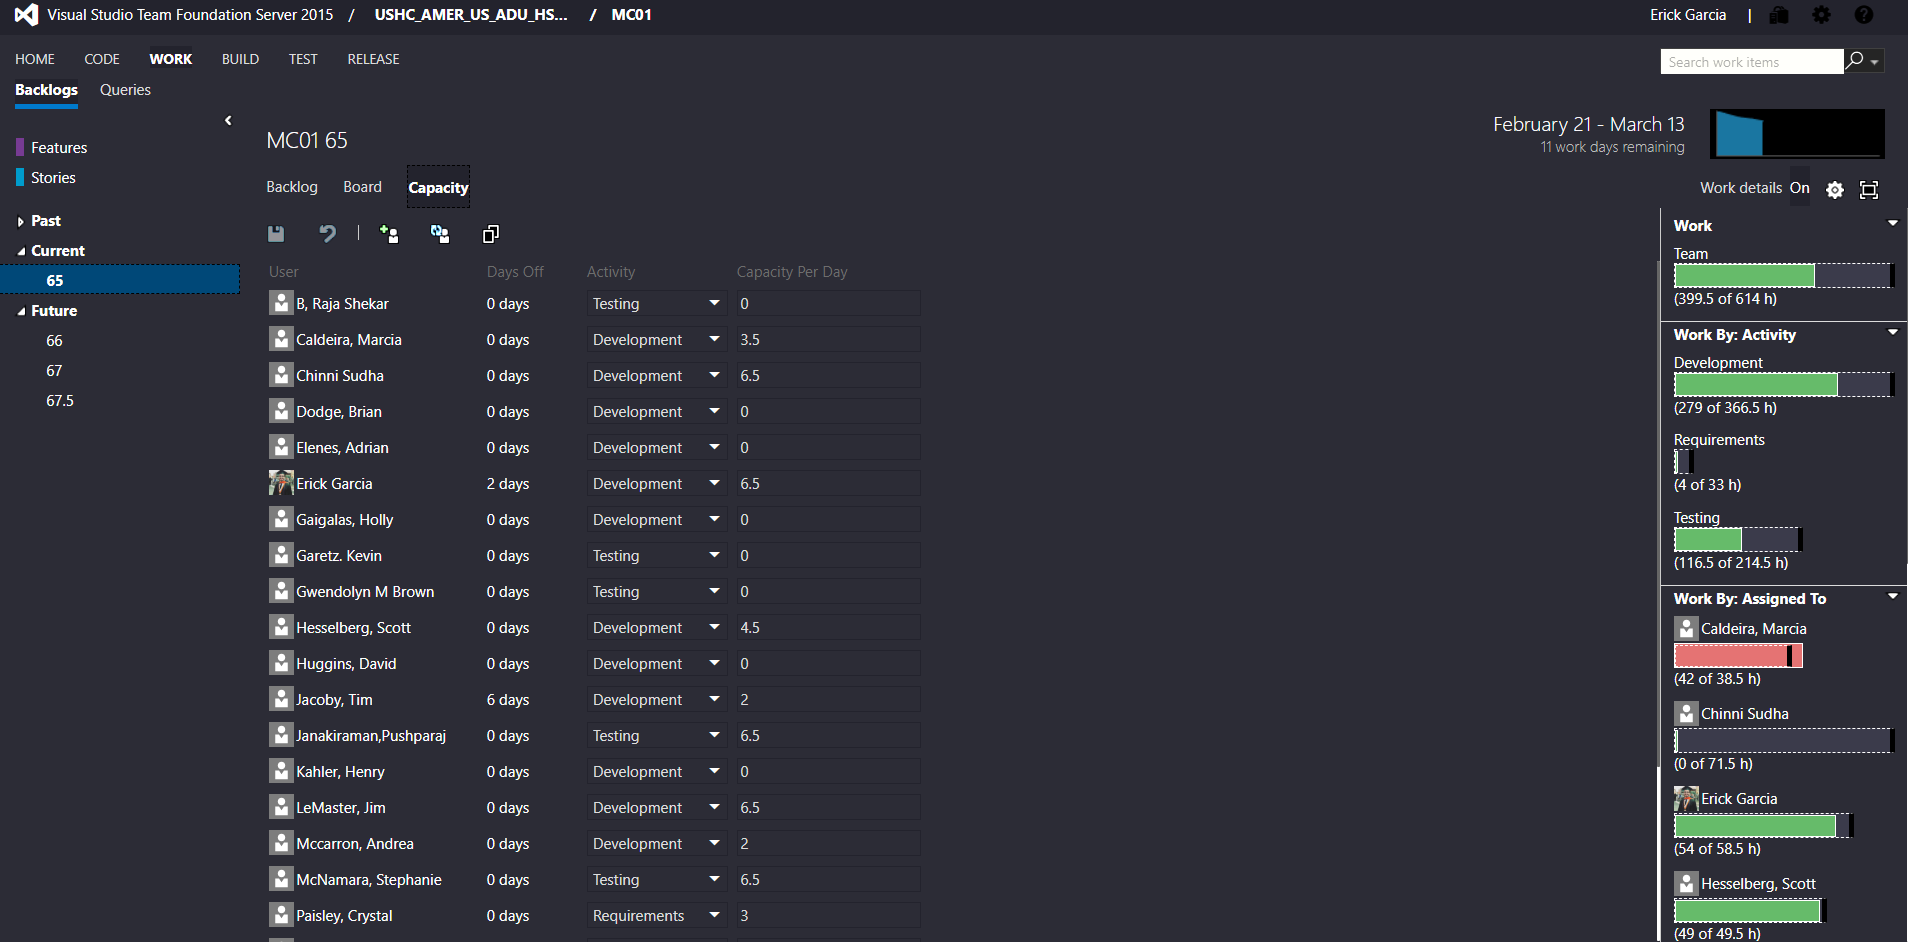 Visual Studio Team Foundation Server 2015 / USHC_AMER_US_ADU_HS... / MC01
Erick Garcia |
HOME CODE WORK BUILD TEST RELEASE
Search work items
Backlogs Queries
Features
Stories
Past
Current
65
Future
66
67
67.5
MC01 65
February 21 - March 13
11 work days remaining
Backlog Board Capacity
Work details On
User Days Off Activity Capacity Per Day
B, Raja Shekar 0 days Testing 0
Caldeira, Marcia 0 days Development 3.5
Chinni Sudha 0 days Development 6.5
Dodge, Brian 0 days Development 0
Elenes, Adrian 0 days Development 0
Erick Garcia 2 days Development 6.5
Gaigalas, Holly 0 days Development 0
Garetz. Kevin 0 days Testing 0
Gwendolyn M Brown 0 days Testing 0
Hesselberg, Scott 0 days Development 4.5
Huggins, David 0 days Development 0
Jacoby, Tim 6 days Development 2
Janakiraman,Pushparaj 0 days Testing 6.5
Kahler, Henry 0 days Development 0
LeMaster, Jim 0 days Development 6.5
Mccarron, Andrea 0 days Development 2
McNamara, Stephanie 0 days Testing 6.5
Paisley, Crystal 0 days Requirements 3
Work
Team
(399.5 of 614 h)
Work By: Activity
Development
(279 of 366.5 h)
Requirements
(4 of 33 h)
Testing
(116.5 of 214.5 h)
Work By: Assigned To
Caldeira, Marcia
(42 of 38.5 h)
Chinni Sudha
(0 of 71.5 h)
Erick Garcia
(54 of 58.5 h)
Hesselberg, Scott
(49 of 49.5 h)